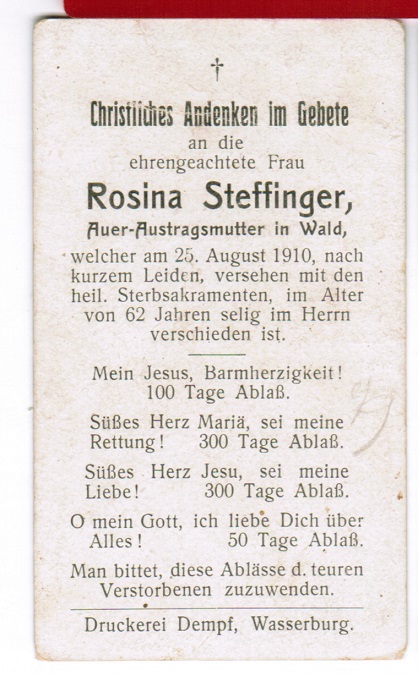 †
Christliches Andenken im Gebete
an die
ehrengeachtete Frau
Rosina Steffinger,
Auer-Austragsmutter in Wald,
welcher am 25. August 1910, nach
kurzem Leiden, versehen mit den
heil. Sterbsakramenten, im Alter
von 62 Jahren selig im Herrn
verschieden ist.
Mein Jesus, Barmherzigkeit!
100 Tage Ablaß.
Süßes Herz Mariä, sei meine
Rettung! 300 Tage Ablaß.
Süßes Herz Jesu, sei meine
Liebe! 300 Tage Ablaß.
O mein Gott, ich liebe Dich über
Alles! 50 Tage Ablaß.
Man bittet, diese Ablässe d. teuren
Verstorbenen zuzuwenden.
Druckerei Dempf, Wasserburg.